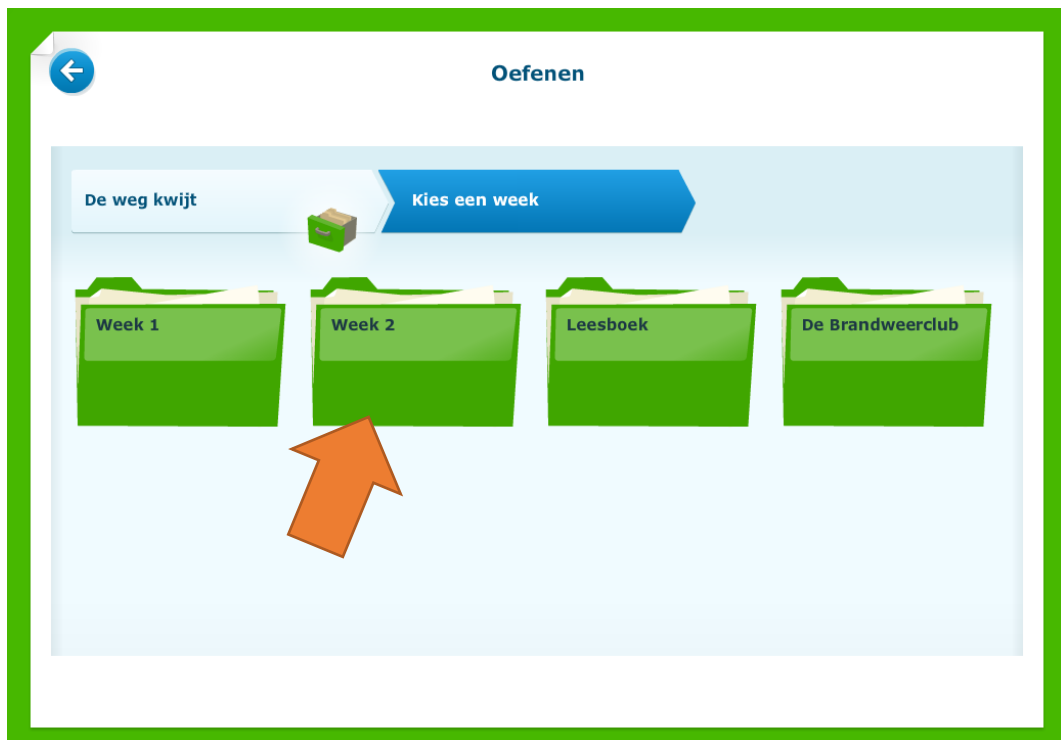 Oefenen
De weg kwijt
Kies een week
Week 1
Week 2
Leesboek
De Brandweerclub